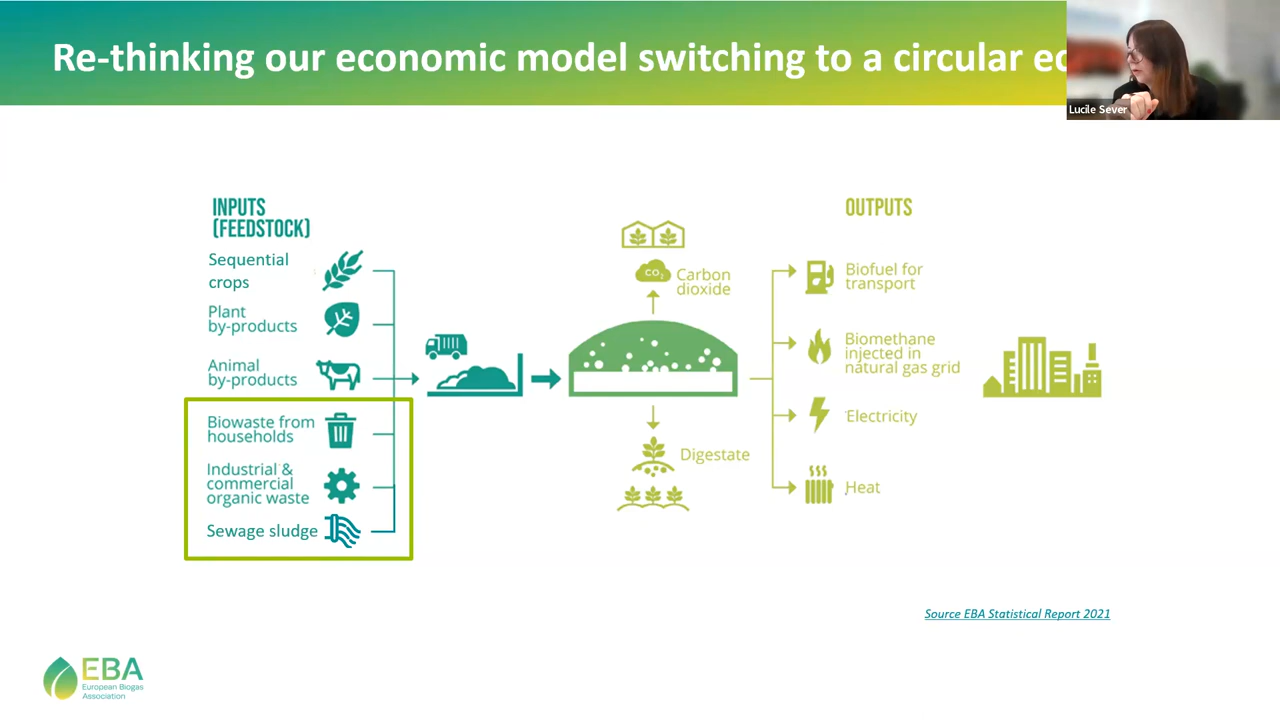 Re-thinking our economic model switching to a circular ec
Lucile Sever
INPUTS
(FEEDSTOCK)
Sequential
crops
Plant
by-products
Animal
by-products
Biowaste from
households
Industrial &
commercial
organic waste
Sewage sludge
CO2
Carbon
dioxide
Digestate
OUTPUTS
Biofuel for
transport
Biomethane
injected in
natural gas grid
Electricity
Heat
Source EBA Statistical Report 2021
EBA
European Biogas
Association